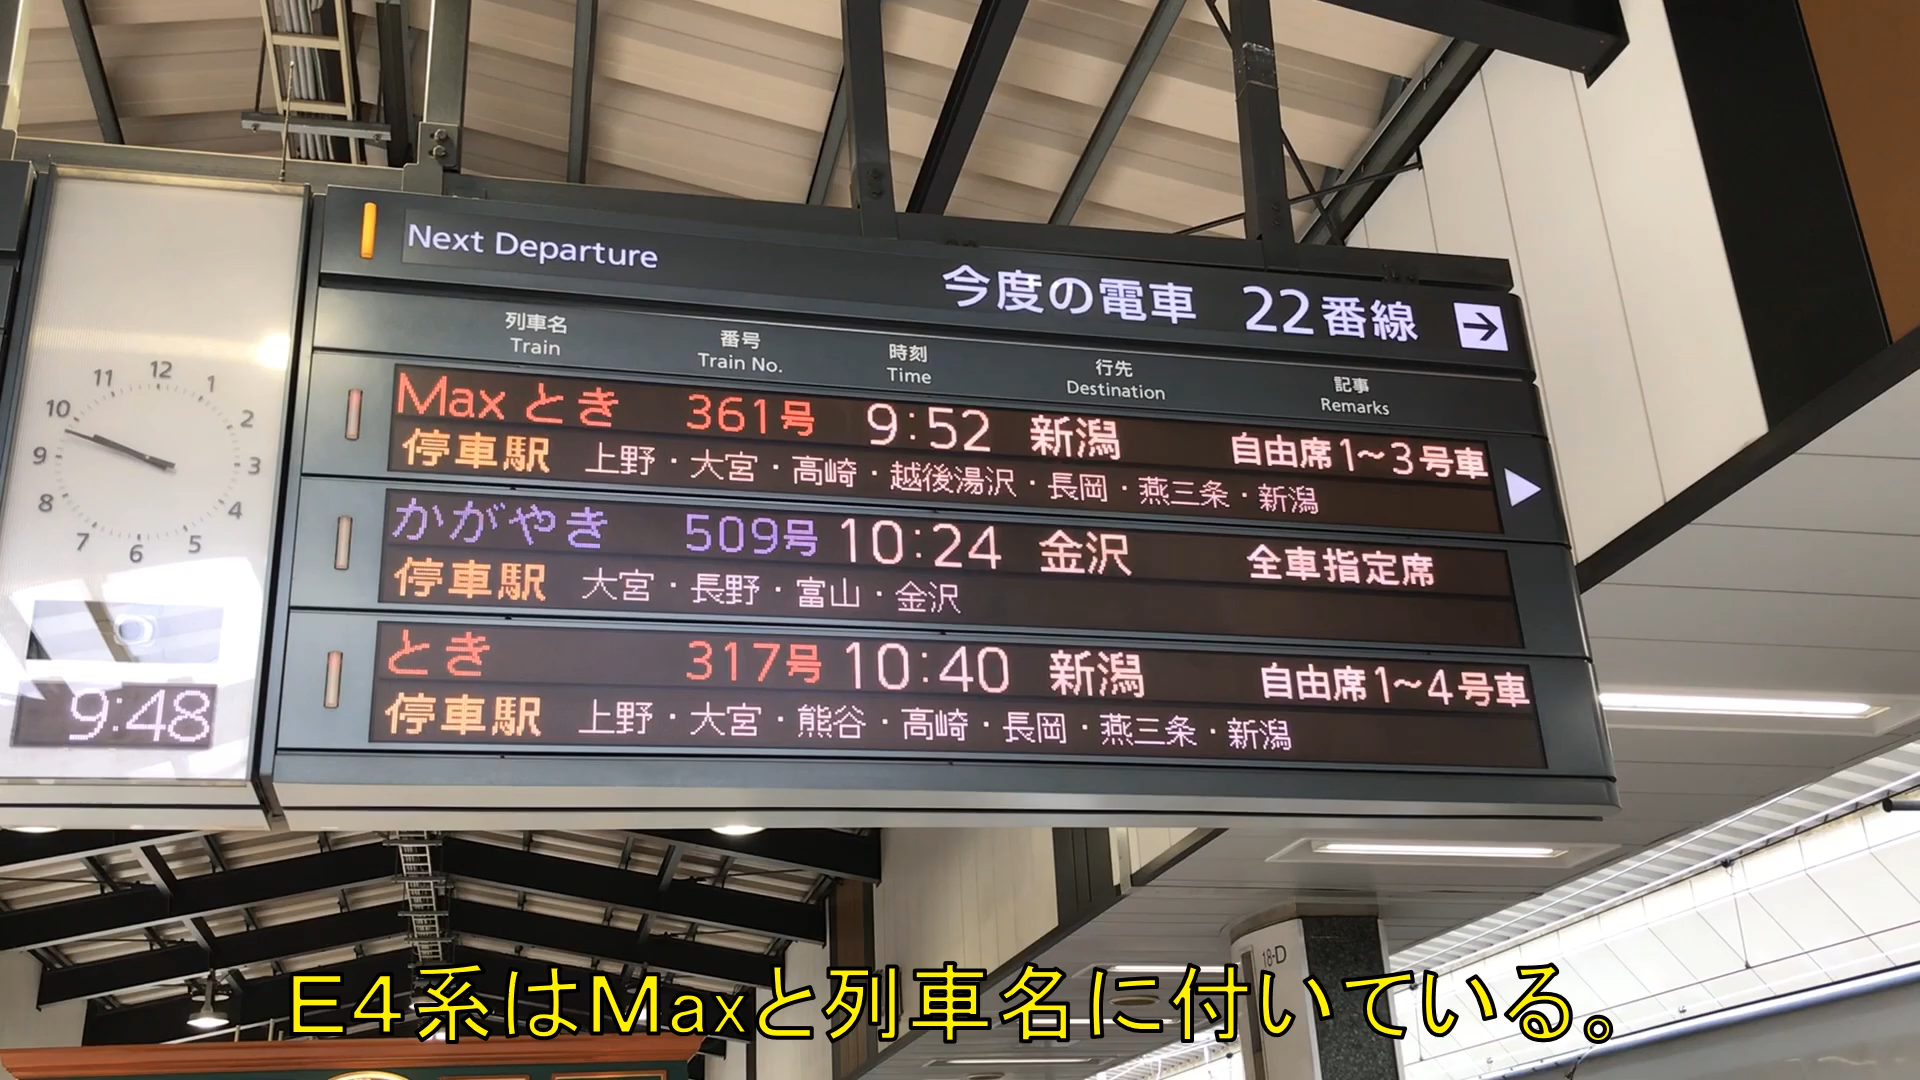 Next Departure
今度の電車 22番線
列車名 番号 時刻 行先 記事
Train Train No. Time Destination Remarks
Maxとき 361号 9:52 新潟 自由席1〜3号車
停車駅 上野・大宮・高崎・越後湯沢・長岡・燕三条・新潟
かがやき 509号 10:24 金沢 全車指定席
停車駅 大宮・長野・富山・金沢
とき 317号 10:40 新潟 自由席1〜4号車
停車駅 上野・大宮・熊谷・高崎・長岡・燕三条・新潟
12
1
2
3
4
5
6
7
8
9
10
11
9:48
18-D
E4系はMaxと列車名に付いている。